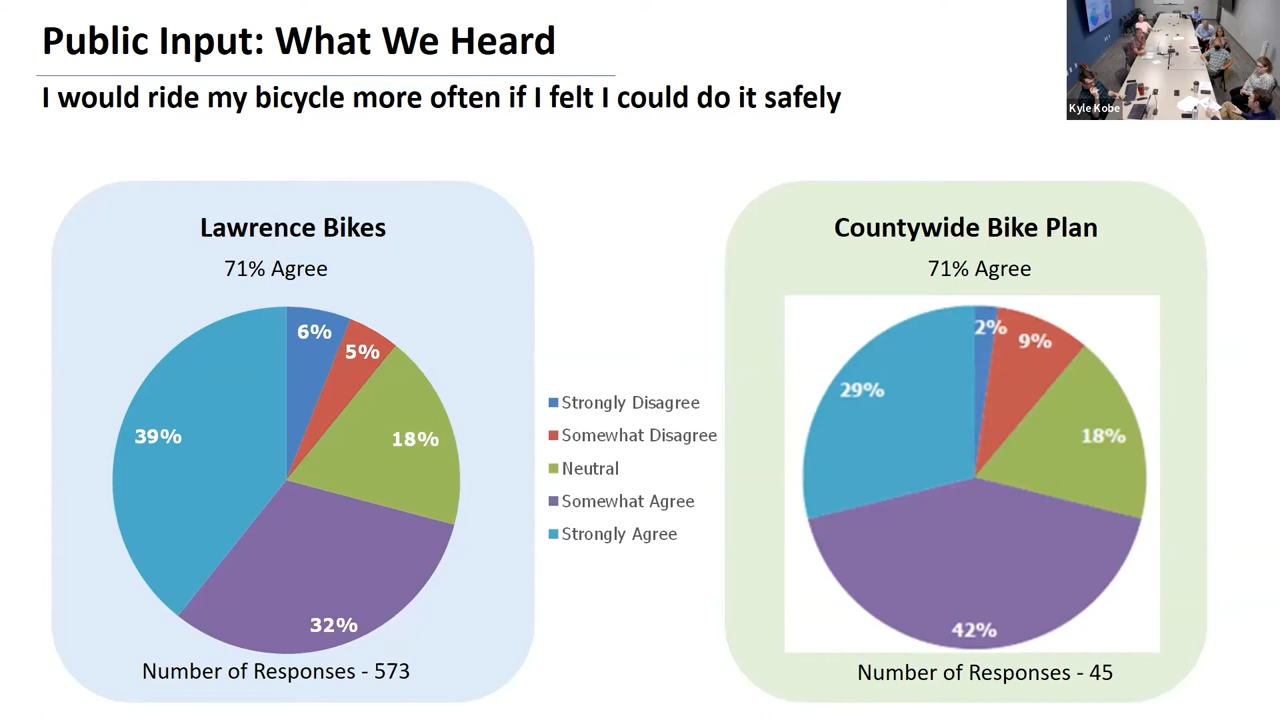 Public Input: What We Heard
I would ride my bicycle more often if I felt I could do it safely
Kyle Kobe
Lawrence Bikes
71% Agree
6%
5%
18%
32%
39%
Number of Responses - 573
Strongly Disagree
Somewhat Disagree
Neutral
Somewhat Agree
Strongly Agree
Countywide Bike Plan
71% Agree
2%
9%
18%
42%
29%
Number of Responses - 45